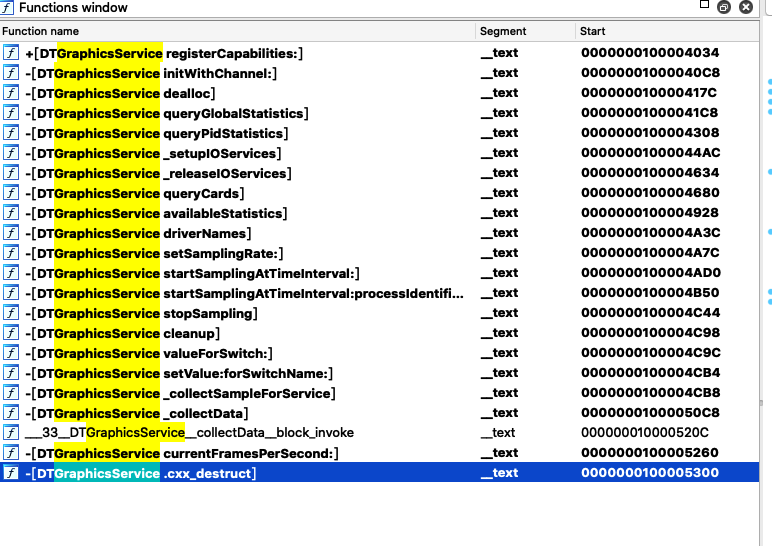 Functions window
Function name Segment Start
+[DTGraphicsService registerCapabilities:] __text 0000000100004034
-[DTGraphicsService initWithChannel:] __text 00000001000040C8
-[DTGraphicsService dealloc] __text 000000010000417C
-[DTGraphicsService queryGlobalStatistics] __text 00000001000041C8
-[DTGraphicsService queryPidStatistics] __text 0000000100004308
-[DTGraphicsService _setupIOServices] __text 00000001000044AC
-[DTGraphicsService _releaseIOServices] __text 0000000100004634
-[DTGraphicsService queryCards] __text 0000000100004680
-[DTGraphicsService availableStatistics] __text 0000000100004928
-[DTGraphicsService driverNames] __text 0000000100004A3C
-[DTGraphicsService setSamplingRate:] __text 0000000100004A7C
-[DTGraphicsService startSamplingAtTimeInterval:] __text 0000000100004AD0
-[DTGraphicsService startSamplingAtTimeInterval:processIdentifi... __text 0000000100004B50
-[DTGraphicsService stopSampling] __text 0000000100004C44
-[DTGraphicsService cleanup] __text 0000000100004C98
-[DTGraphicsService valueForSwitch:] __text 0000000100004C9C
-[DTGraphicsService setValue:forSwitchName:] __text 0000000100004CB4
-[DTGraphicsService _collectSampleForService] __text 0000000100004CB8
-[DTGraphicsService _collectData] __text 00000001000050C8
___33__DTGraphicsService__collectData__block_invoke __text 000000010000520C
-[DTGraphicsService currentFramesPerSecond:] __text 0000000100005260
-[DTGraphicsService .cxx_destruct] __text 0000000100005300